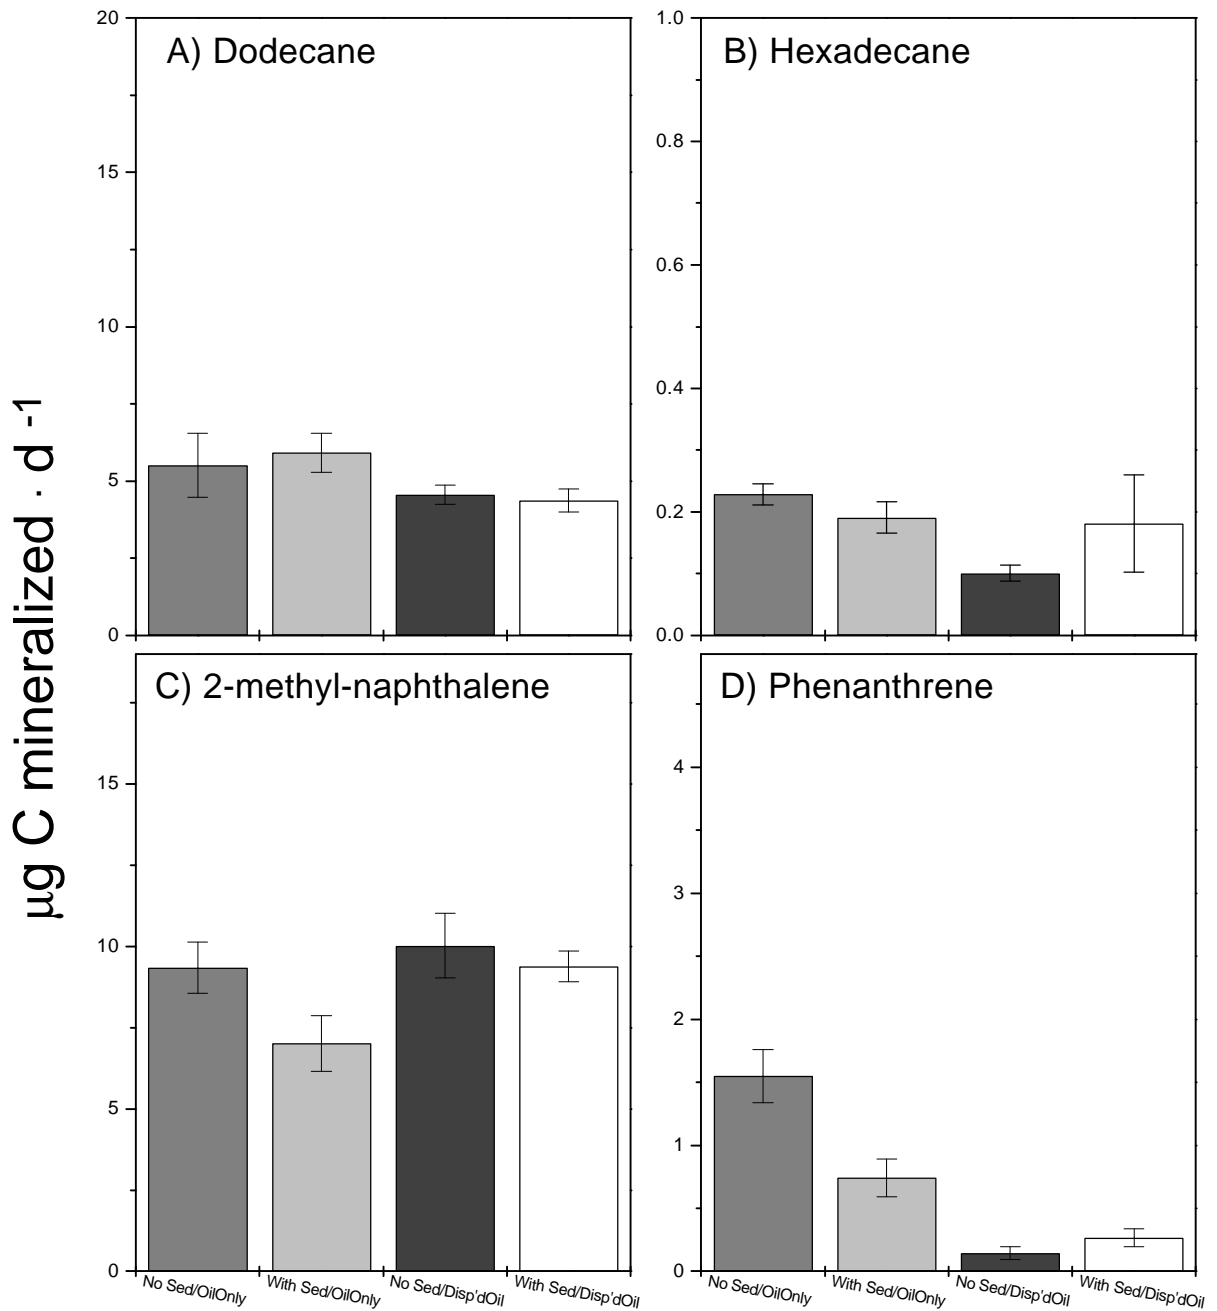 µg C mineralized · d -1
A) Dodecane
20
15
10
5
0
B) Hexadecane
1.0
0.8
0.6
0.4
0.2
0.0
C) 2-methyl-naphthalene
15
10
5
0
No Sed/OilOnly
With Sed/OilOnly
No Sed/Disp'dOil
With Sed/Disp'dOil
D) Phenanthrene
4
3
2
1
0
No Sed/OilOnly
With Sed/OilOnly
No Sed/Disp'dOil
With Sed/Disp'dOil